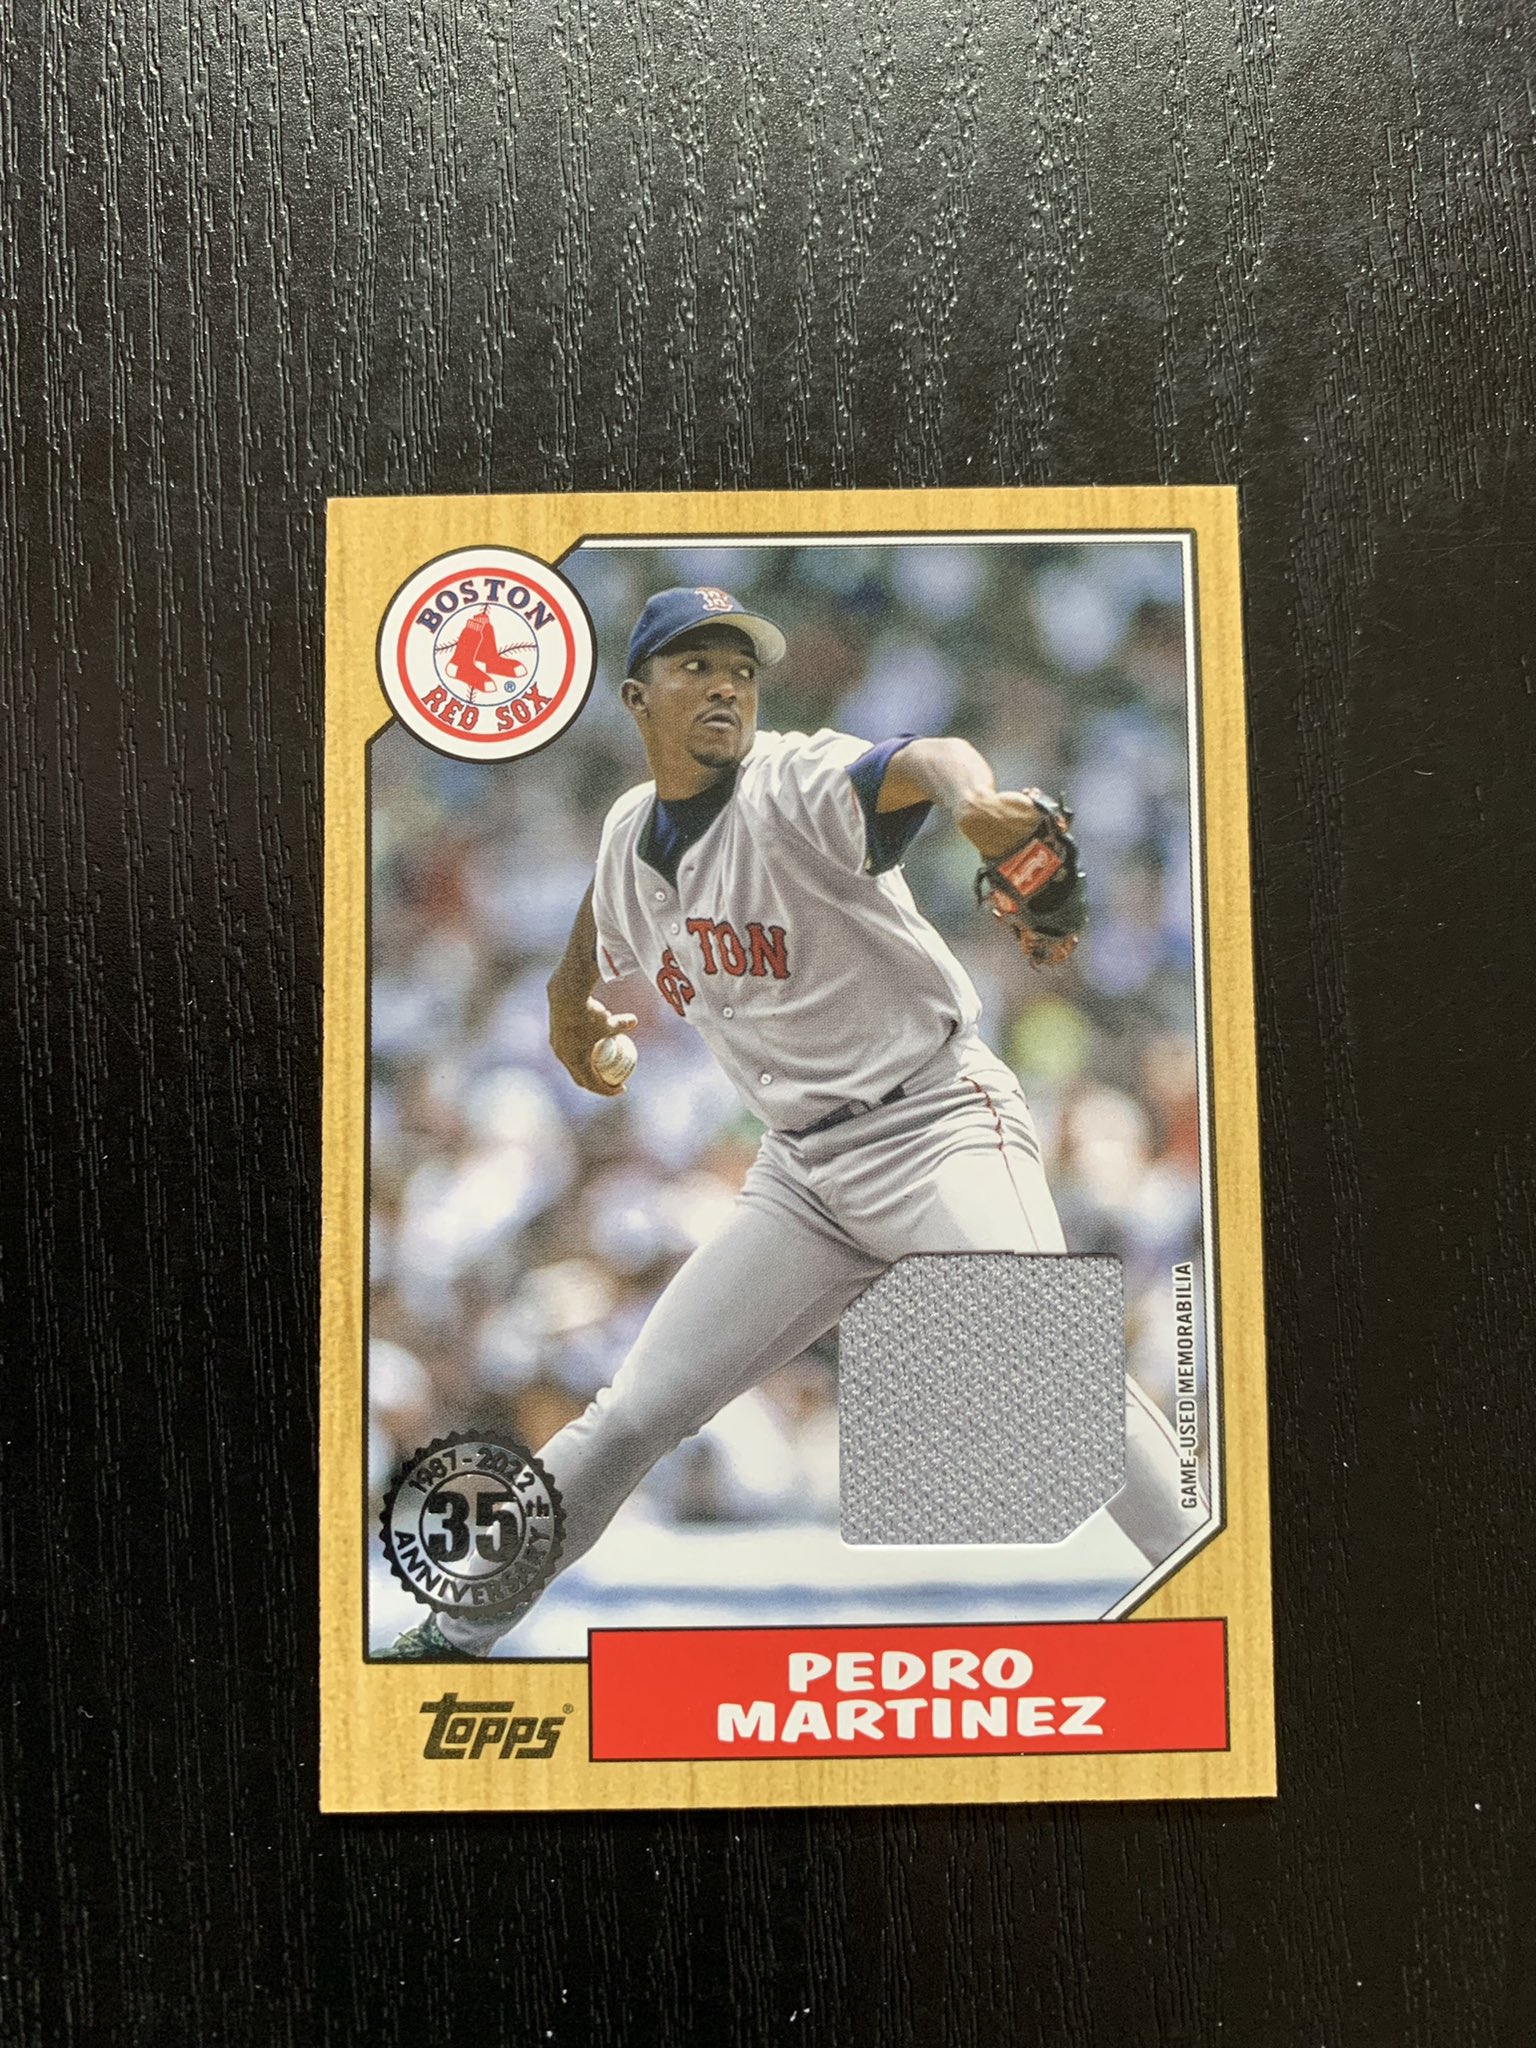 BOSTON
RED SOX
®
B
BOSTON
GAME-USED MEMORABILIA
1987-2022
35th
ANNIVERSARY
topps®
PEDRO
MARTINEZ